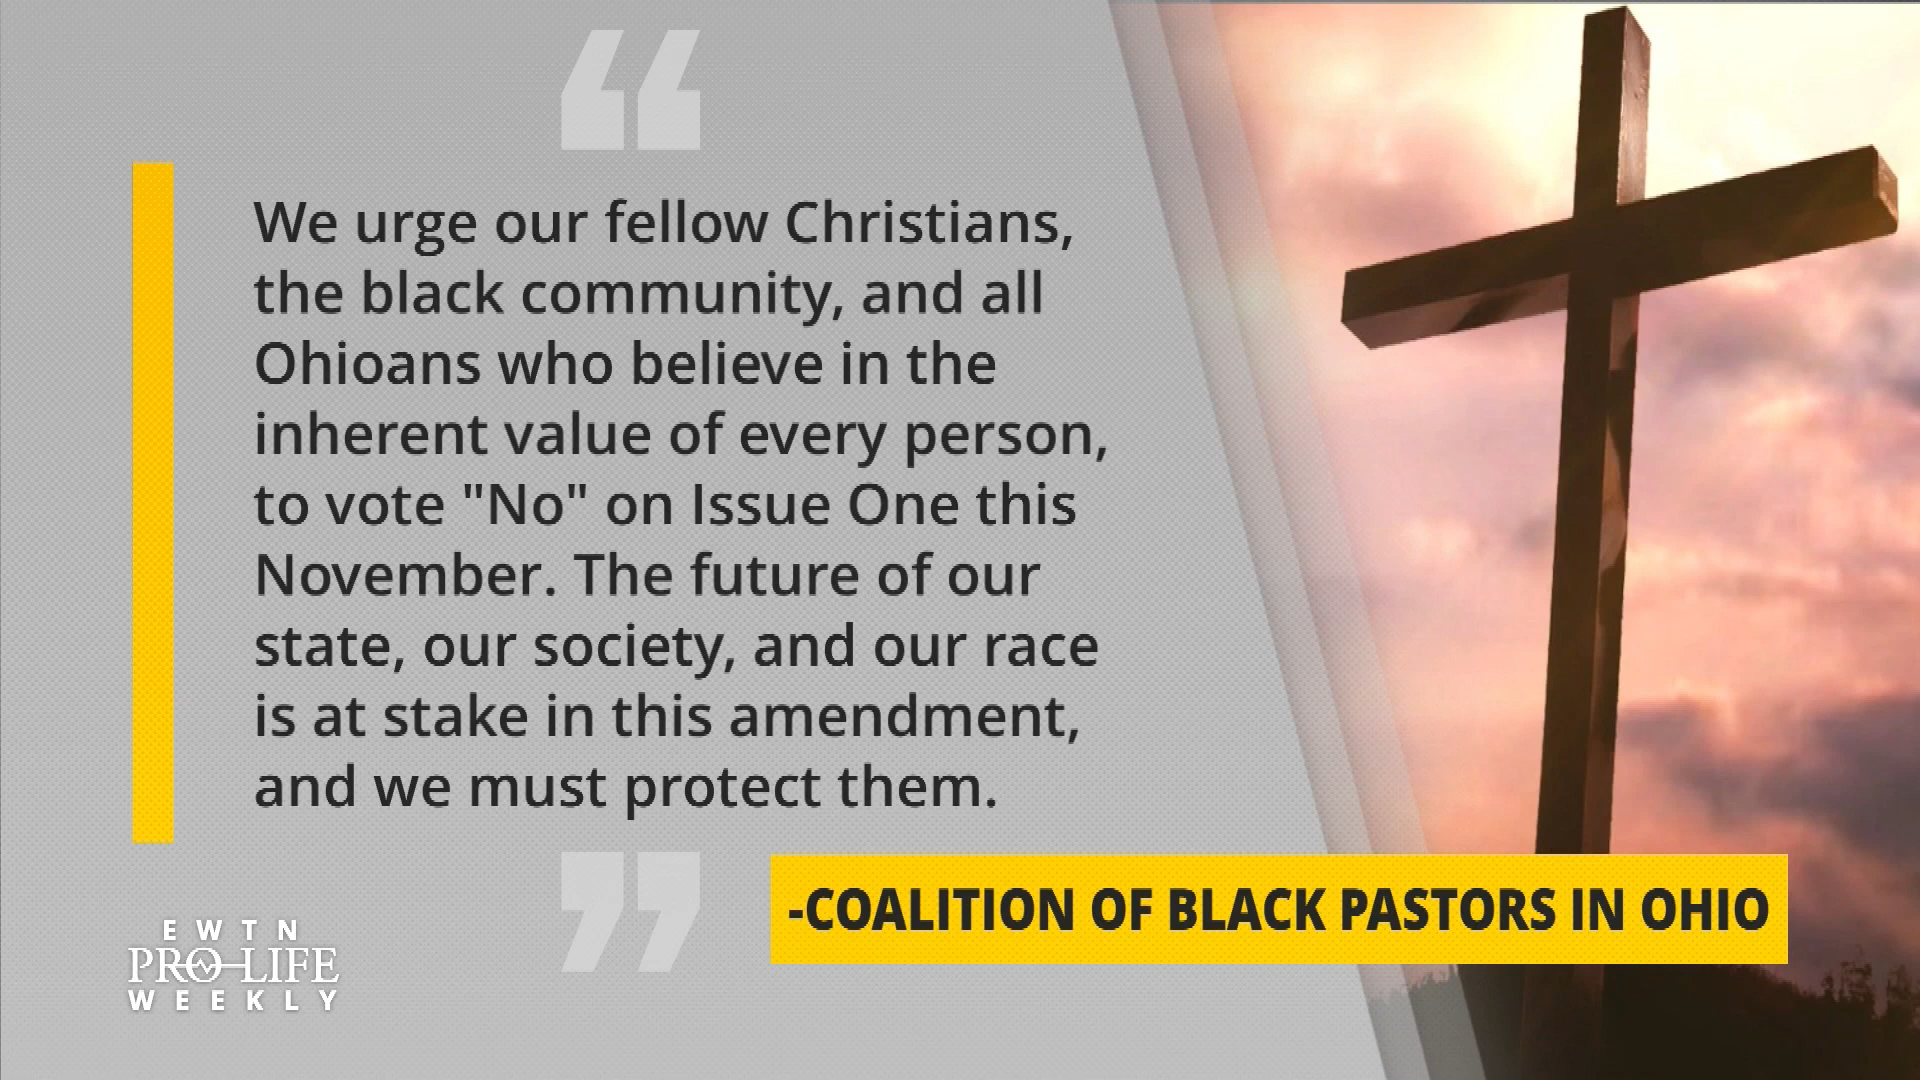 “
We urge our fellow Christians,
the black community, and all
Ohioans who believe in the
inherent value of every person,
to vote "No" on Issue One this
November. The future of our
state, our society, and our race
is at stake in this amendment,
and we must protect them.
”
-COALITION OF BLACK PASTORS IN OHIO
EWTN
PRO-LIFE
WEEKLY